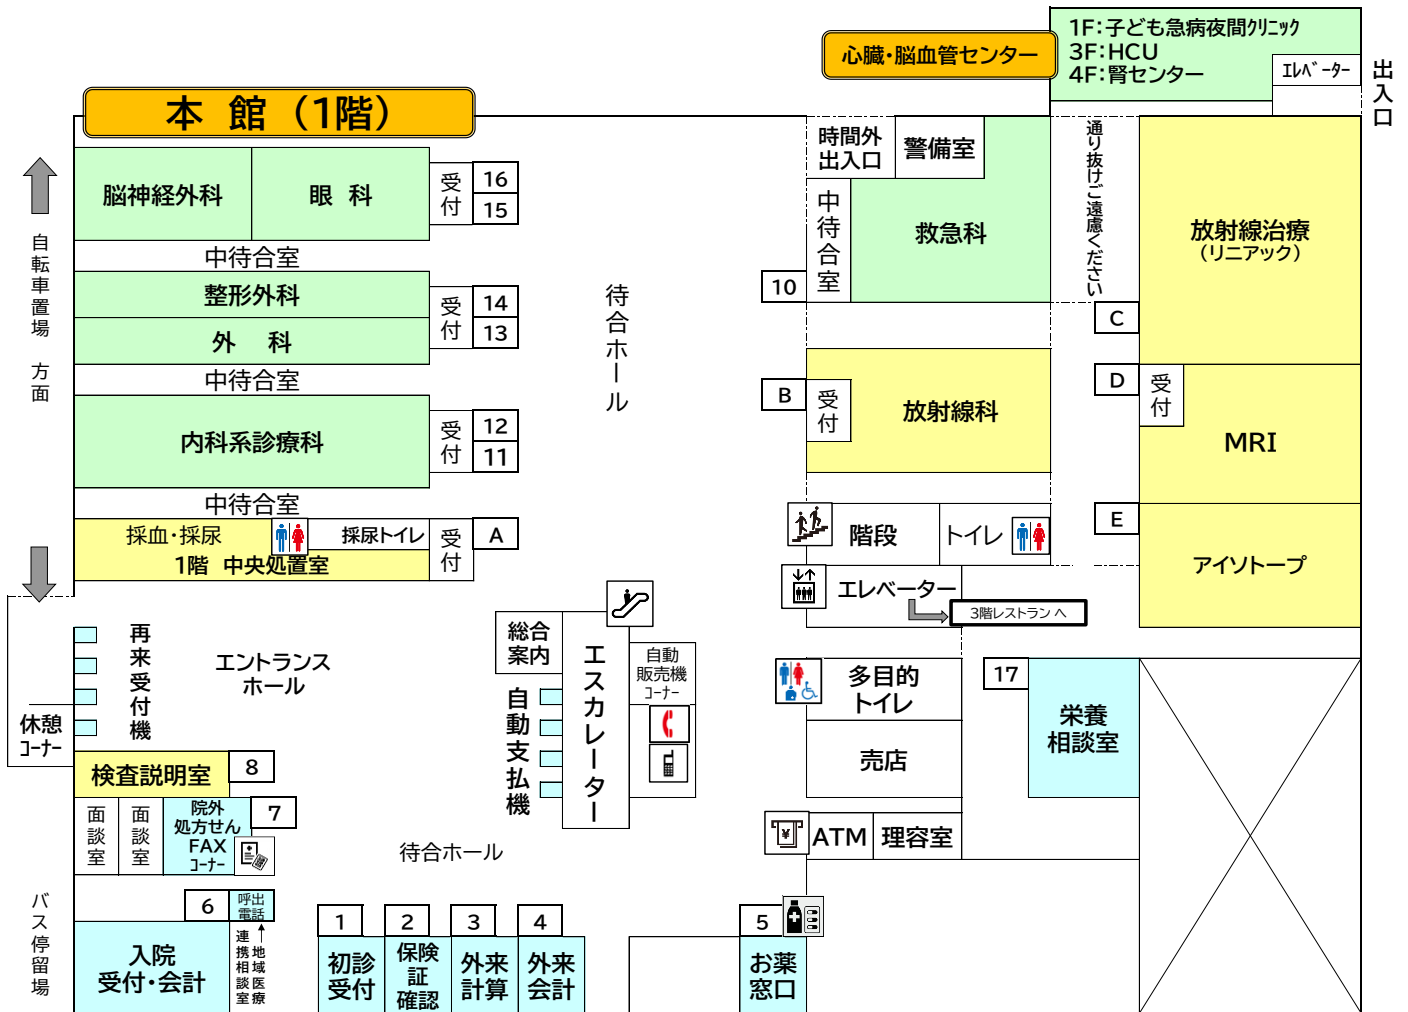 1F:子ども急病夜間クリニック
3F:HCU
4F:腎センター
エレベーター
出入口
心臓・脳血管センター
本 館 (1階)
時間外
出入口
警備室
通り抜けご遠慮ください
脳神経外科
眼 科
受付
16
15
中待合室
救急科
放射線治療
(リニアック)
自転車置場 方面
中待合室
整形外科
外 科
受付
14
13
待合ホール
10
C
中待合室
B
受付
放射線科
D
受付
MRI
内科系診療科
受付
12
11
中待合室
採血・採尿
採尿トイレ
1階 中央処置室
受付
A
階段
トイレ
E
アイソトープ
エレベーター
3階レストラン へ
再来受付機
エントランス
ホール
総合
案内
エスカレーター
自動
販売機
コーナー
自動支払機
多目的
トイレ
17
栄養
相談室
休憩
コーナー
売店
検査説明室
8
面談室
面談室
院外
処方せん
FAX
コーナー
7
待合ホール
¥
ATM
理容室
バス停留場
6
呼出
電話
入院
受付・会計
地域医療
連携相談室
1
初診
受付
2
保険
証
確認
3
外来
計算
4
外来
会計
5
お薬
窓口